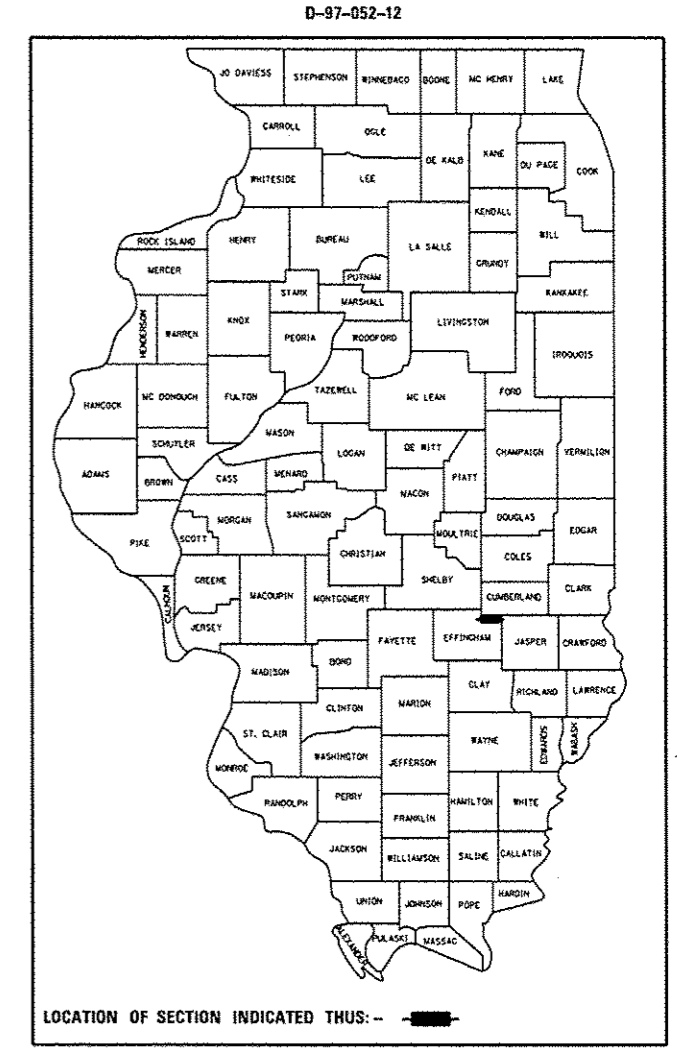 D-97-052-12
JO DAVIESS STEPHENSON WINNEBAGO BOONE MC HENRY LAKE
CARROLL OGLE DE KALB KANE DU PAGE COOK
WHITESIDE LEE
KENDALL WILL
ROCK ISLAND HENRY BUREAU LA SALLE GRUNDY
MERCER PUTNAM KANKAKEE
STARK MARSHALL
HENDERSON WARREN KNOX PEORIA WOODFORD LIVINGSTON IROQUOIS
HANCOCK MC DONOUGH FULTON TAZEWELL MC LEAN FORD
MASON
SCHUYLER LOGAN DE WITT CHAMPAIGN VERMILION
ADAMS BROWN CASS MENARD MACON PIATT
PIKE SCOTT MORGAN SANGAMON CHRISTIAN MOULTRIE DOUGLAS EDGAR
COLES
CALHOUN GREENE MACOUPIN MONTGOMERY SHELBY CUMBERLAND CLARK
JERSEY FAYETTE EFFINGHAM JASPER CRAWFORD
MADISON BOND CLAY RICHLAND LAWRENCE
CLINTON MARION
ST. CLAIR WASHINGTON JEFFERSON WAYNE EDWARDS WABASH
MONROE
RANDOLPH PERRY FRANKLIN HAMILTON WHITE
JACKSON WILLIAMSON SALINE GALLATIN
UNION JOHNSON POPE HARDIN
ALEXANDER PULASKI MASSAC
LOCATION OF SECTION INDICATED THUS: -